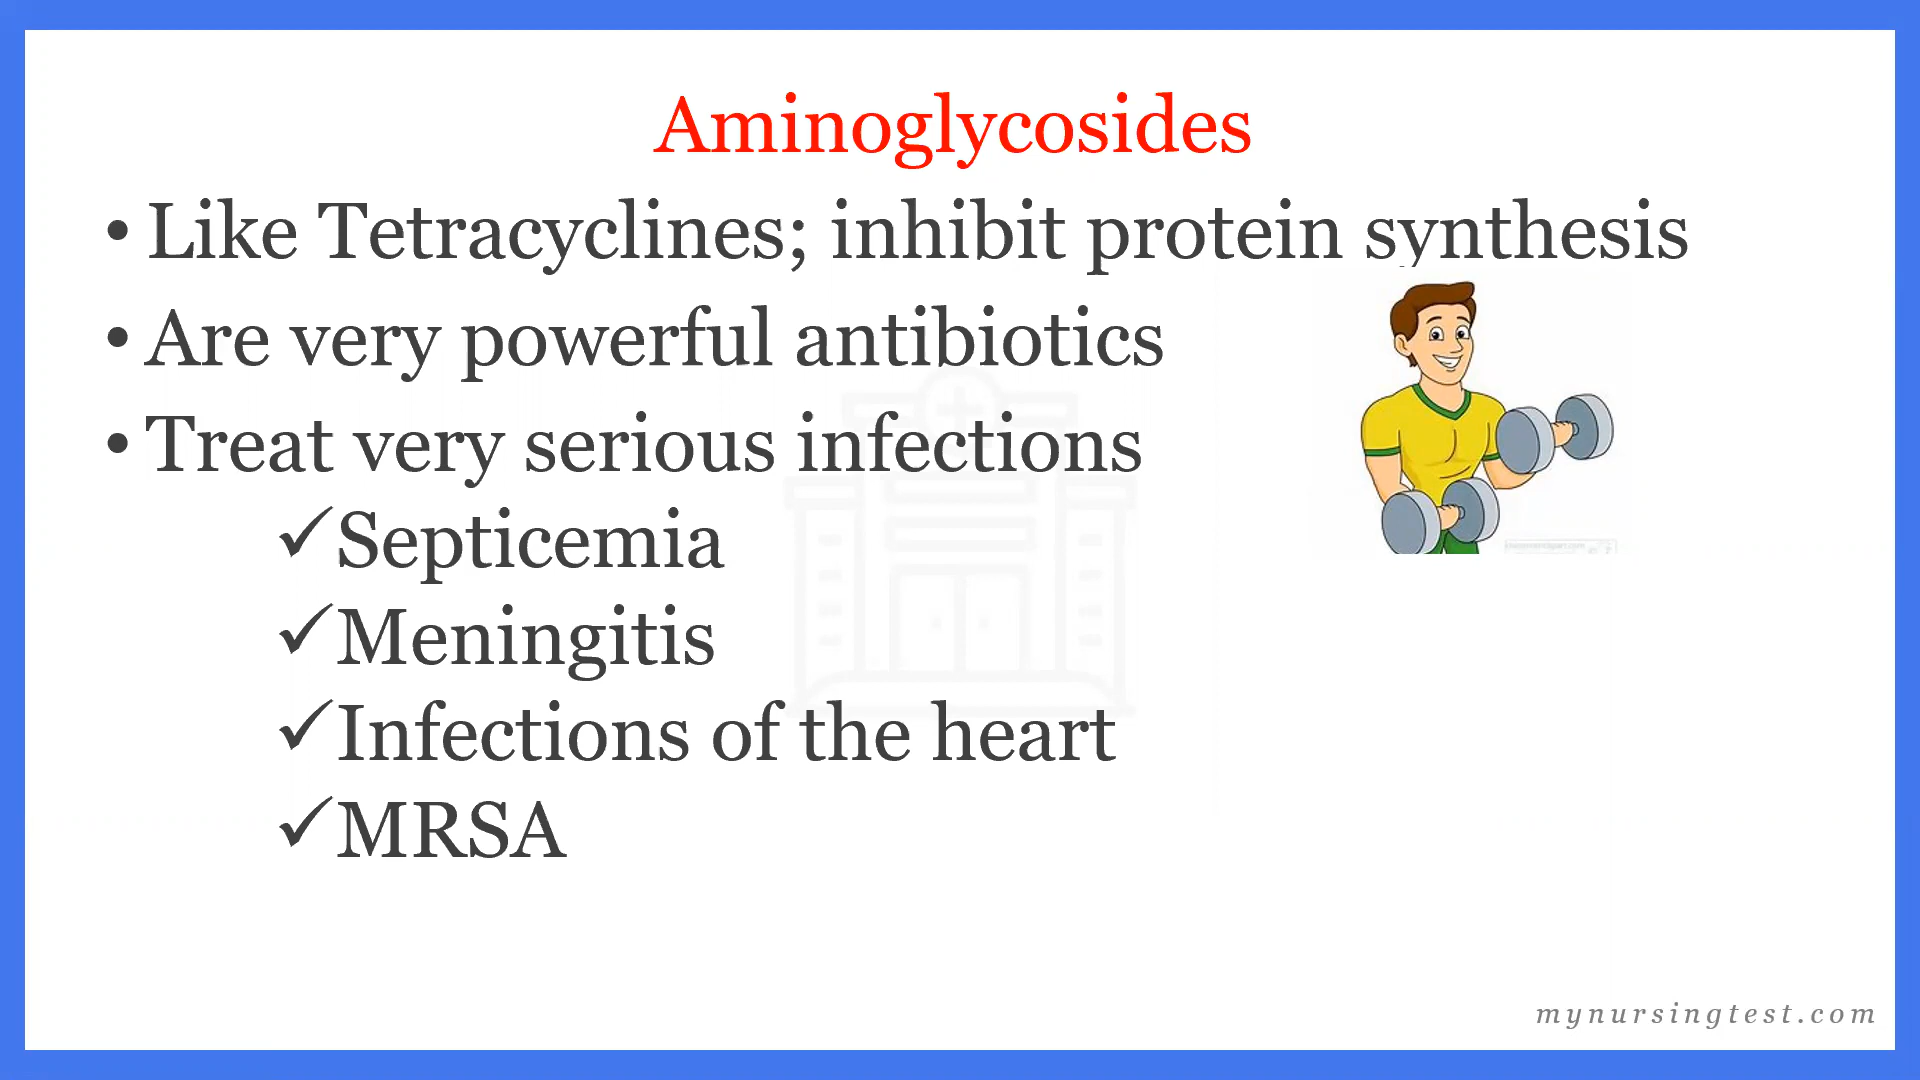 Aminoglycosides
• Like Tetracyclines; inhibit protein synthesis
• Are very powerful antibiotics
• Treat very serious infections
✓Septicemia
✓Meningitis
✓Infections of the heart
✓MRSA
mynursingtest.com